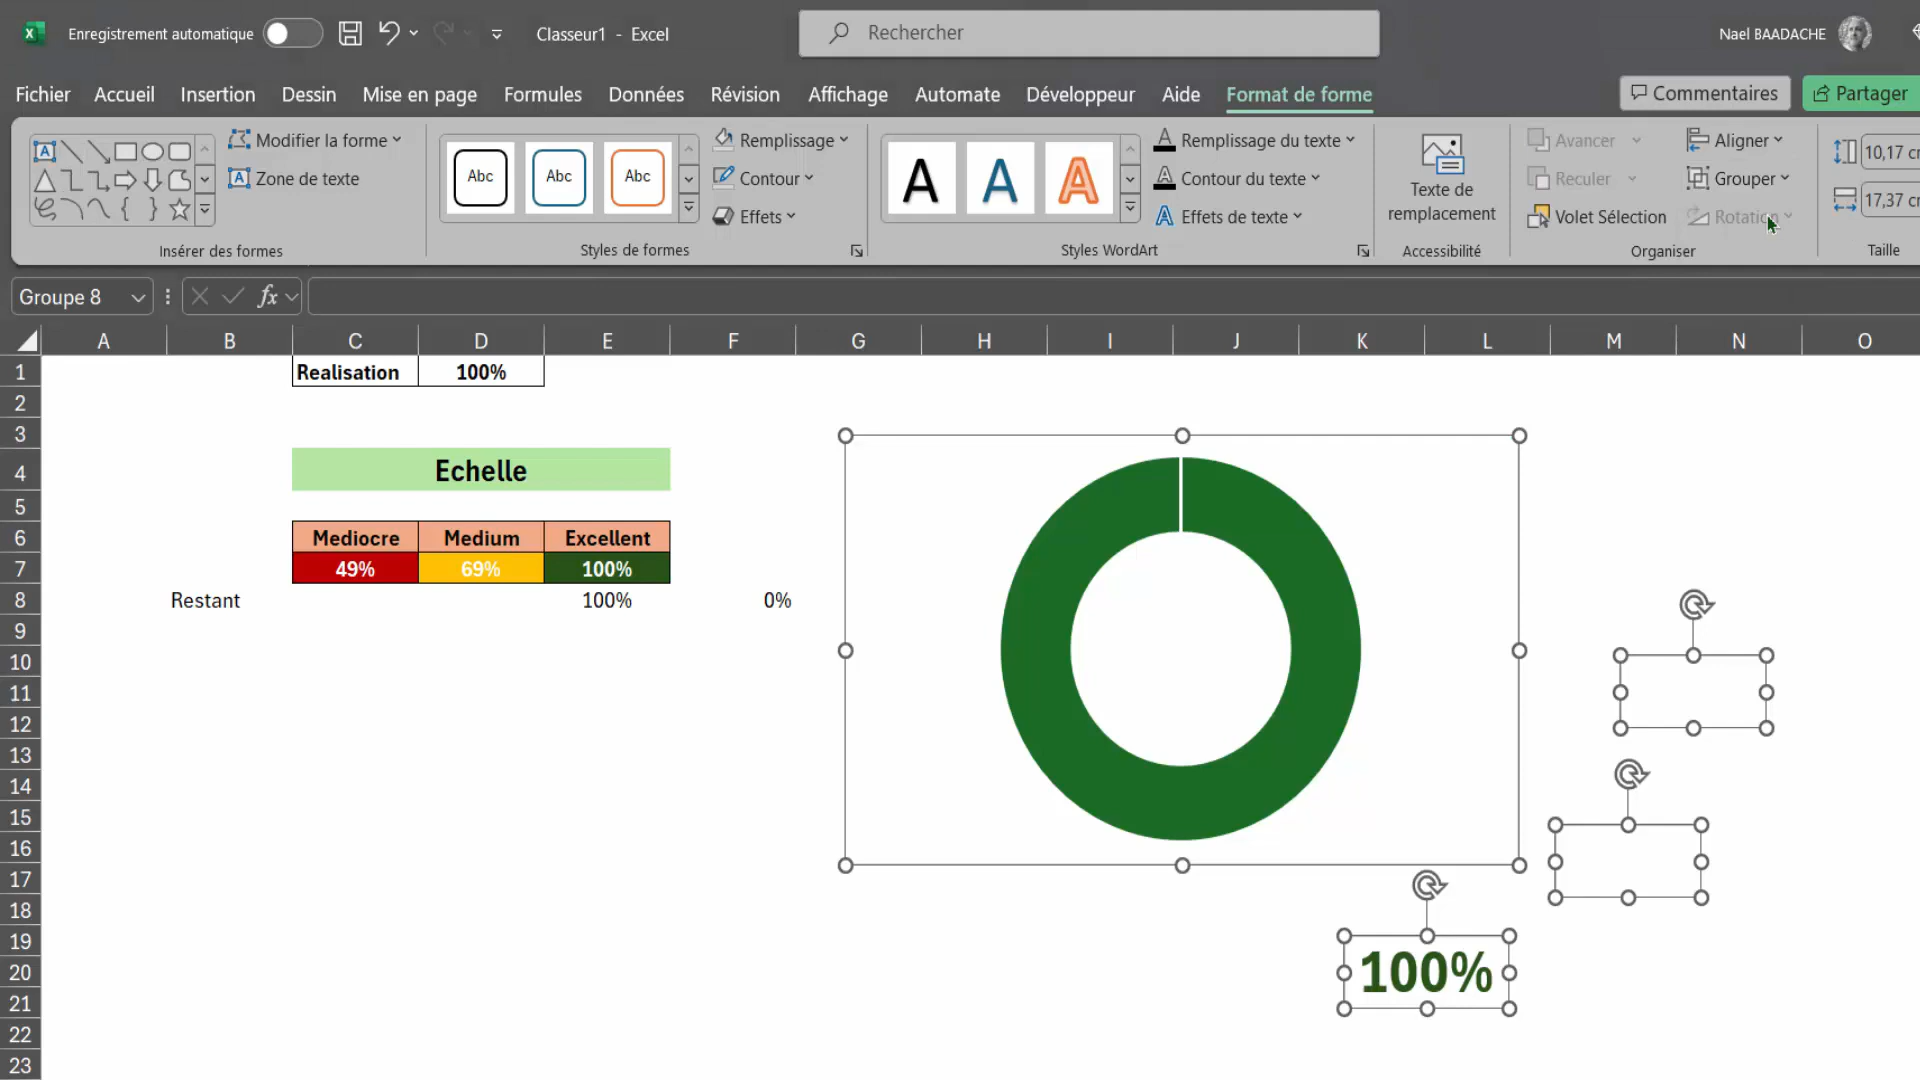 Enregistrement automatique
Classeur1 - Excel
Rechercher
Nael BAADACHE
Fichier Accueil Insertion Dessin Mise en page Formules Données Révision Affichage Automate Développeur Aide Format de forme
Commentaires
Partager
Modifier la forme
Zone de texte
Insérer des formes
Abc Abc Abc
Remplissage
Contour
Effets
Styles de formes
A A A
Remplissage du texte
Contour du texte
Effets de texte
Styles WordArt
Texte de
remplacement
Accessibilité
Avancer
Reculer
Volet Sélection
Aligner
Grouper
Rotation
Organiser
10,17 cm
17,37 cm
Taille
Groupe 8
fx
A B C D E F G H I J K L M N O
1 Realisation 100%
2
3
4 Echelle
5
6 Mediocre Medium Excellent
7 49% 69% 100%
8 Restant 100% 0%
9
10
11
12
13
14
15
16
17
18
19
20 100%
21
22
23